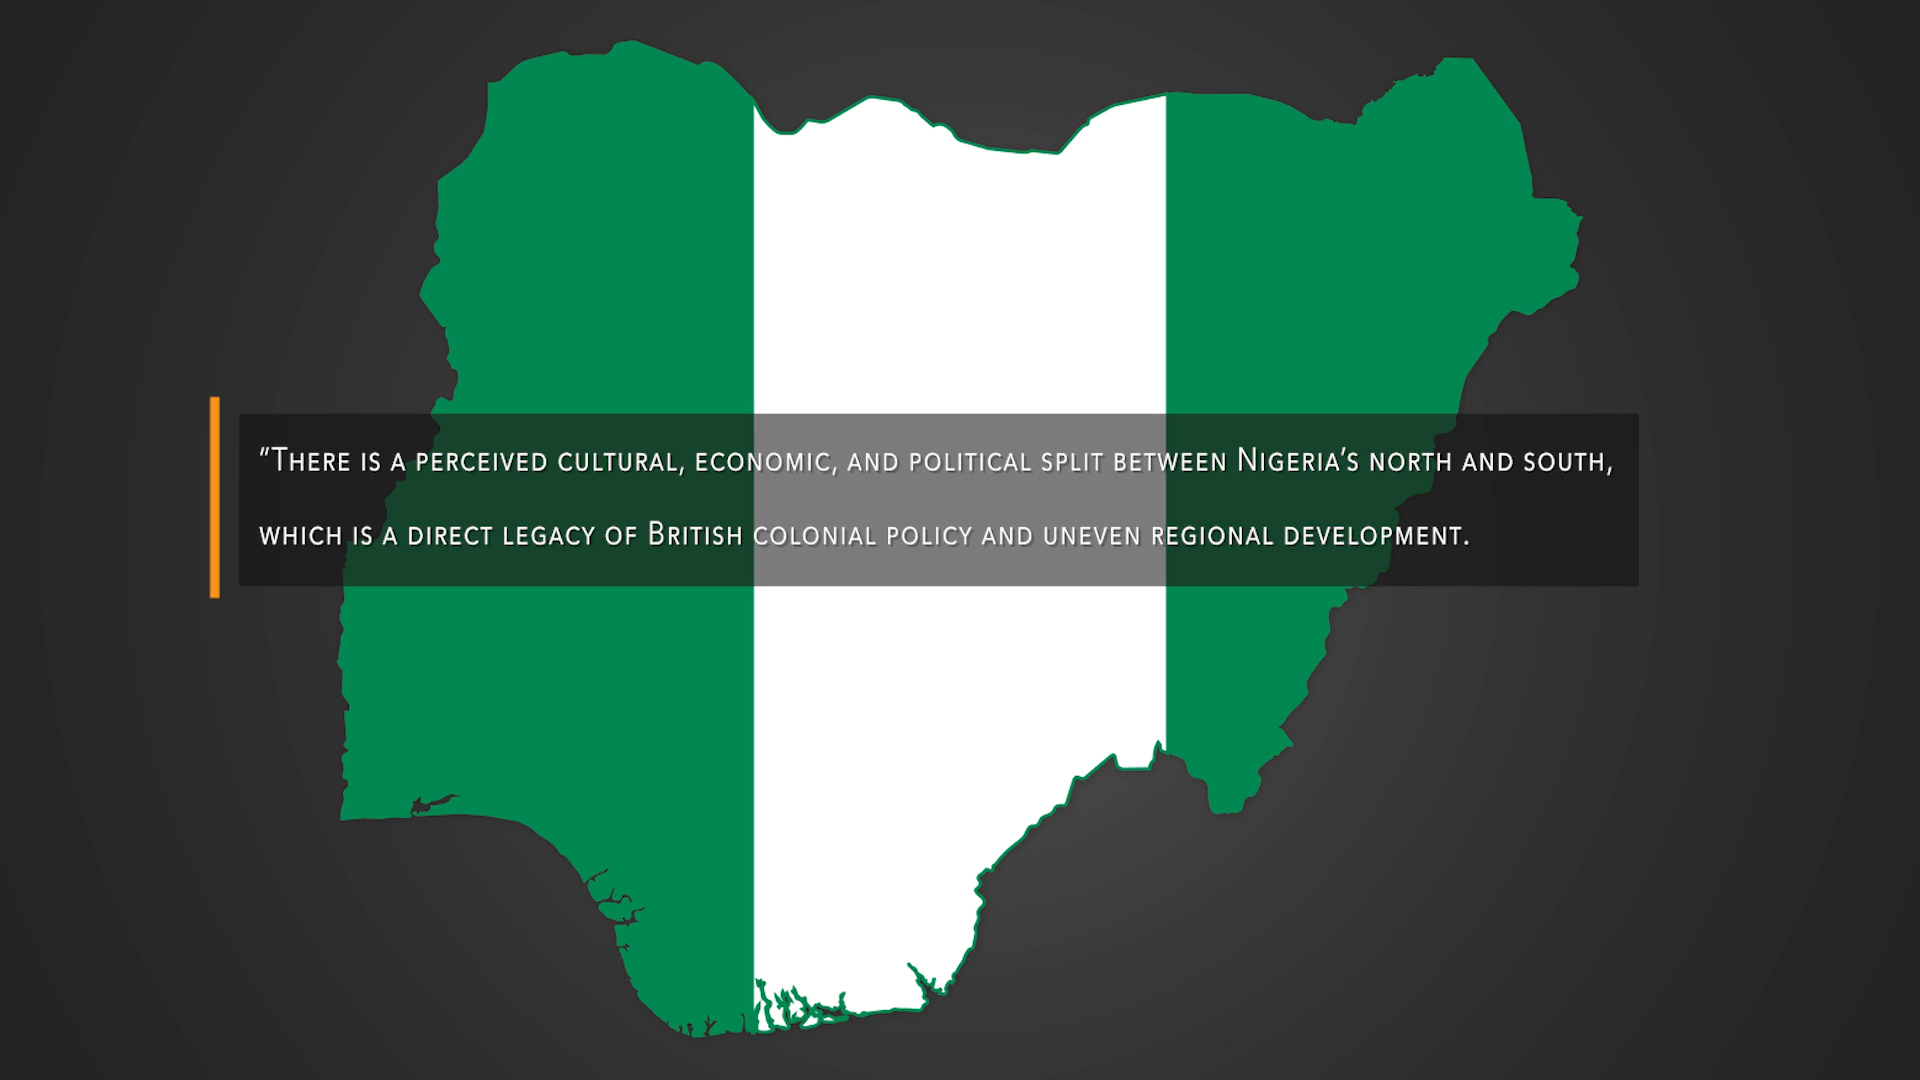 “There is a perceived cultural, economic, and political split between Nigeria’s north and south,
which is a direct legacy of British colonial policy and uneven regional development.